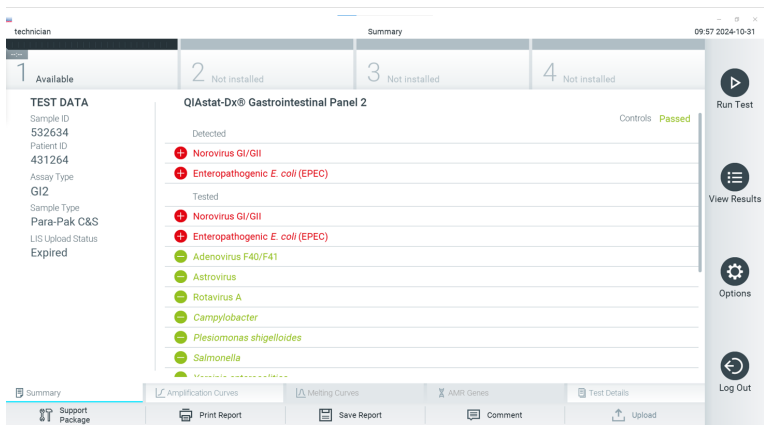 technician
Summary
09:57 2024-10-31
1 Available
2 Not installed
3 Not installed
4 Not installed
TEST DATA
Sample ID
532634
Patient ID
431264
Assay Type
GI2
Sample Type
Para-Pak C&S
LIS Upload Status
Expired
QIAstat-Dx® Gastrointestinal Panel 2
Controls Passed
Detected
Norovirus GI/GII
Enteropathogenic E. coli (EPEC)
Tested
Norovirus GI/GII
Enteropathogenic E. coli (EPEC)
Adenovirus F40/F41
Astrovirus
Rotavirus A
Campylobacter
Plesiomonas shigelloides
Salmonella
Run Test
View Results
Options
Log Out
Summary
Amplification Curves
Melting Curves
AMR Genes
Test Details
Support Package
Print Report
Save Report
Comment
Upload